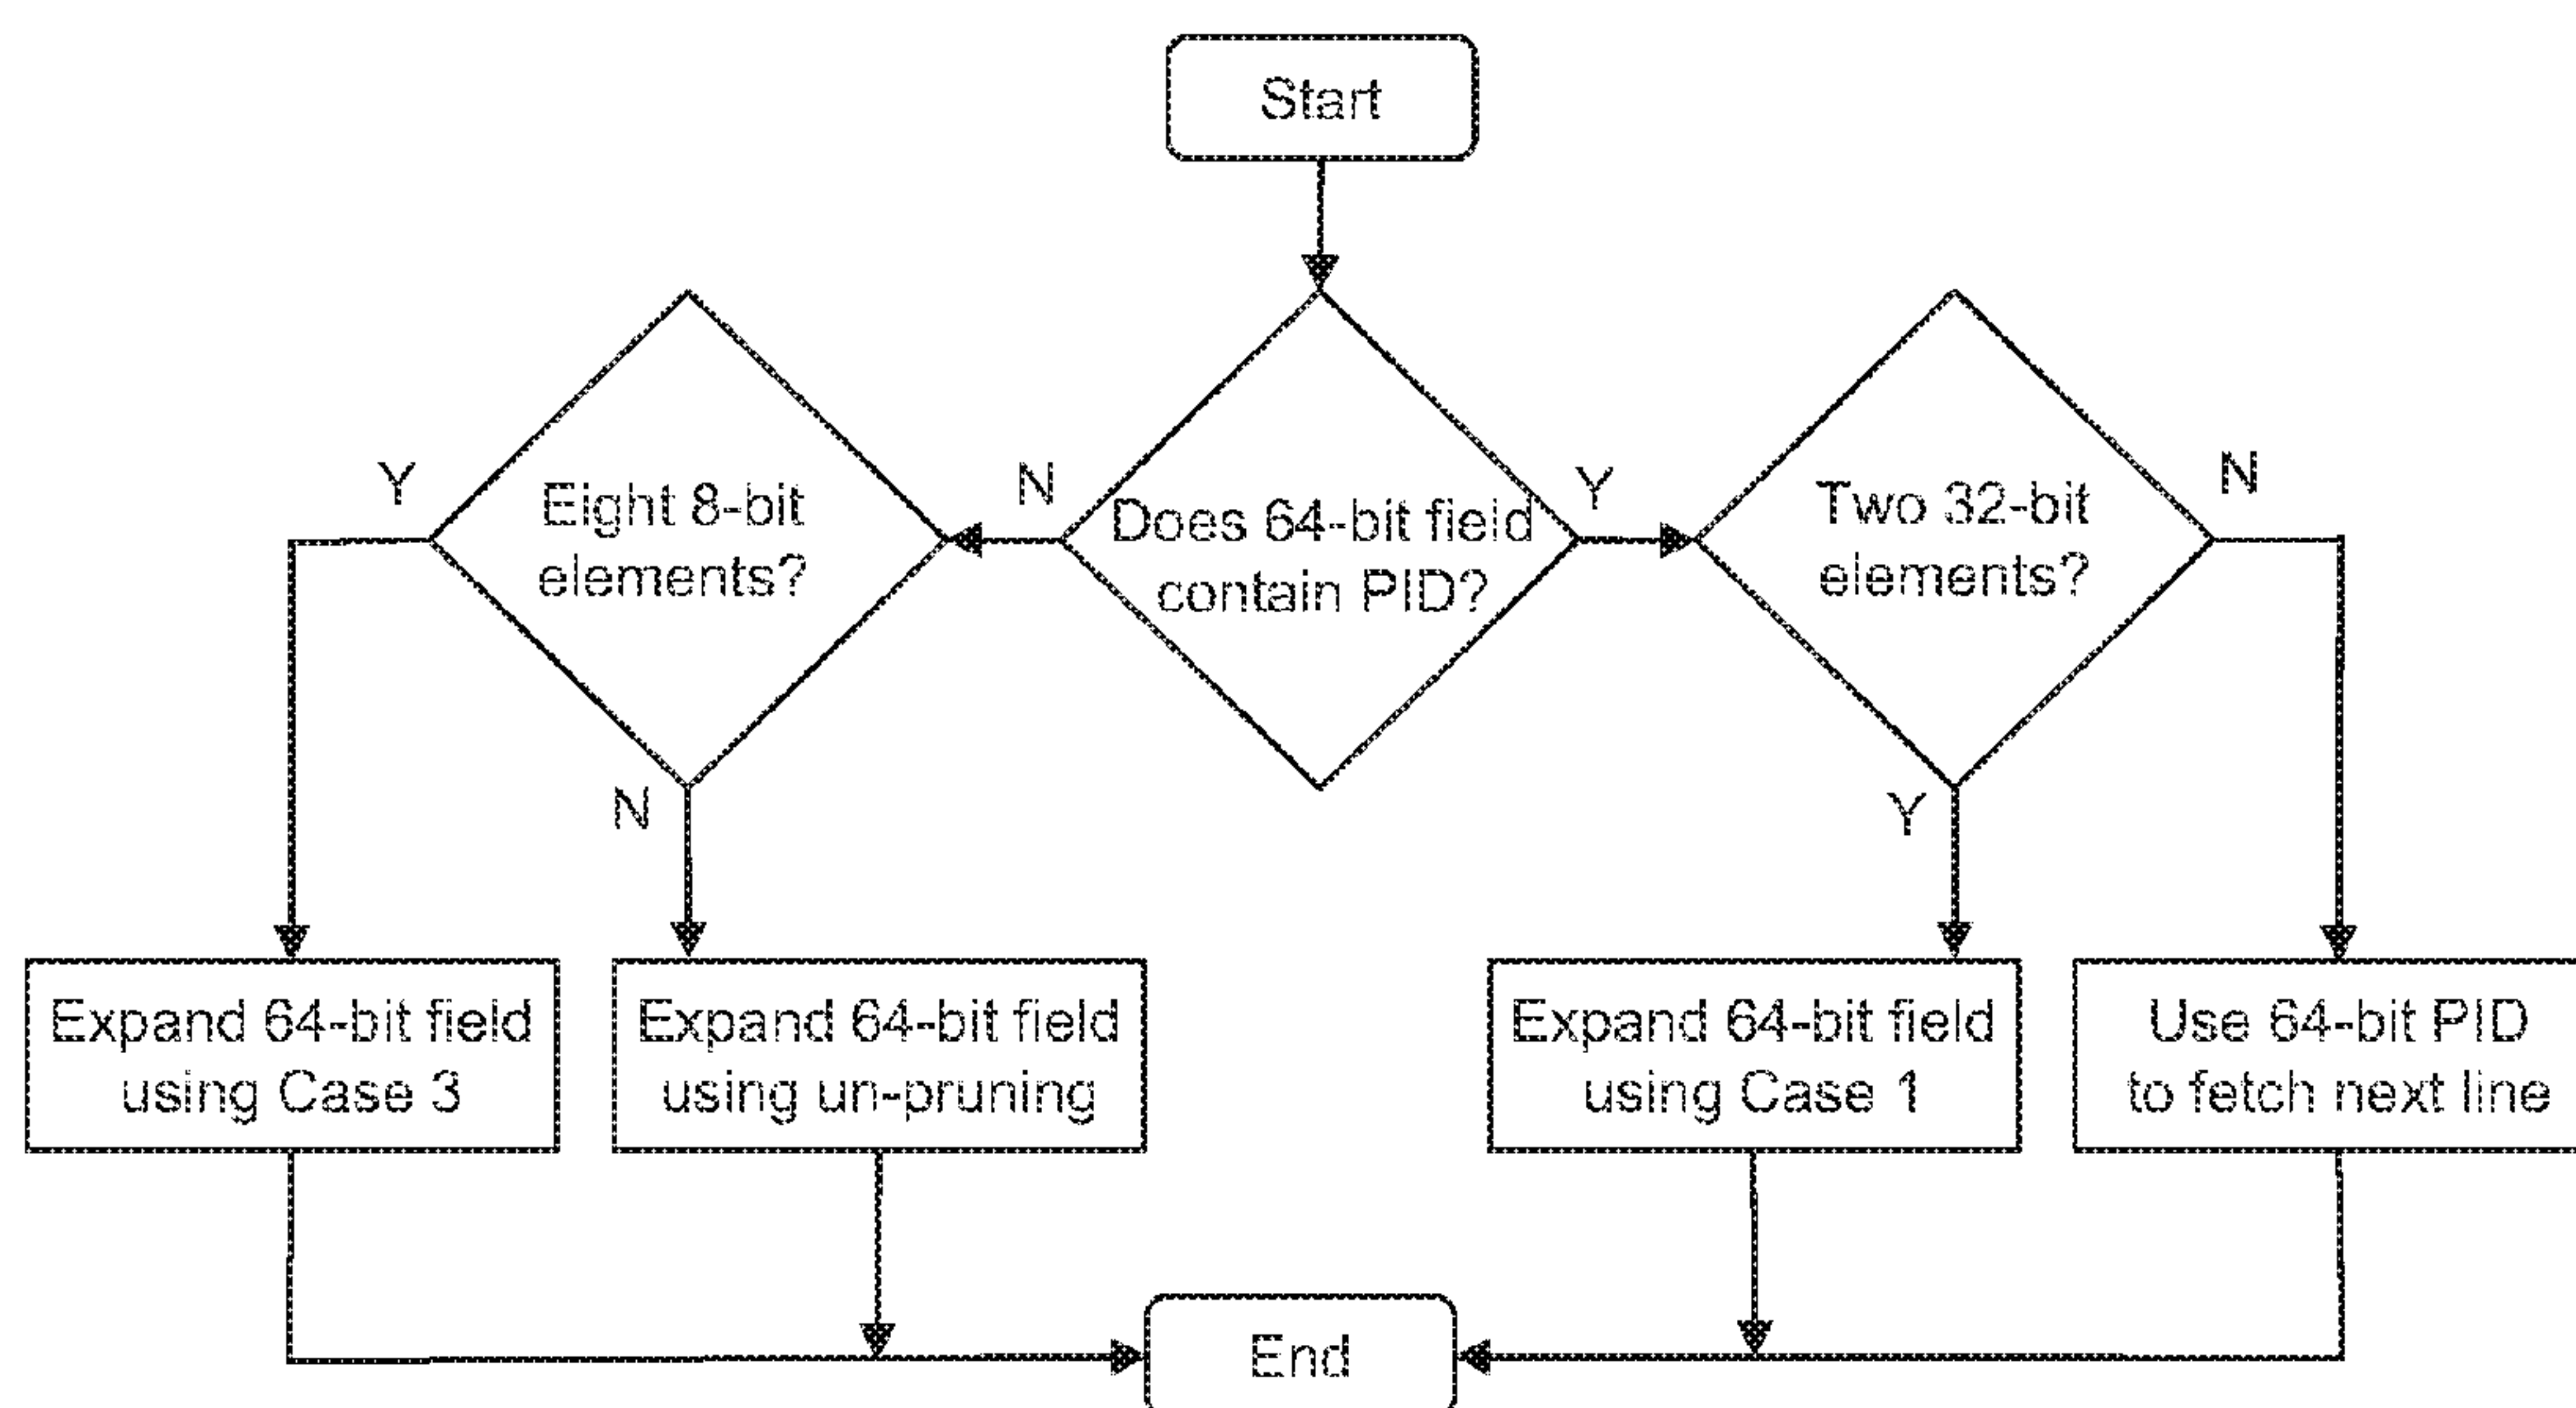 Start
Y
Eight 8-bit
elements?
N
Does 64-bit field
contain PID?
Y
Two 32-bit
elements?
N
N
Y
Expand 64-bit field
using Case 3
Expand 64-bit field
using un-pruning
Expand 64-bit field
using Case 1
Use 64-bit PID
to fetch next line
End